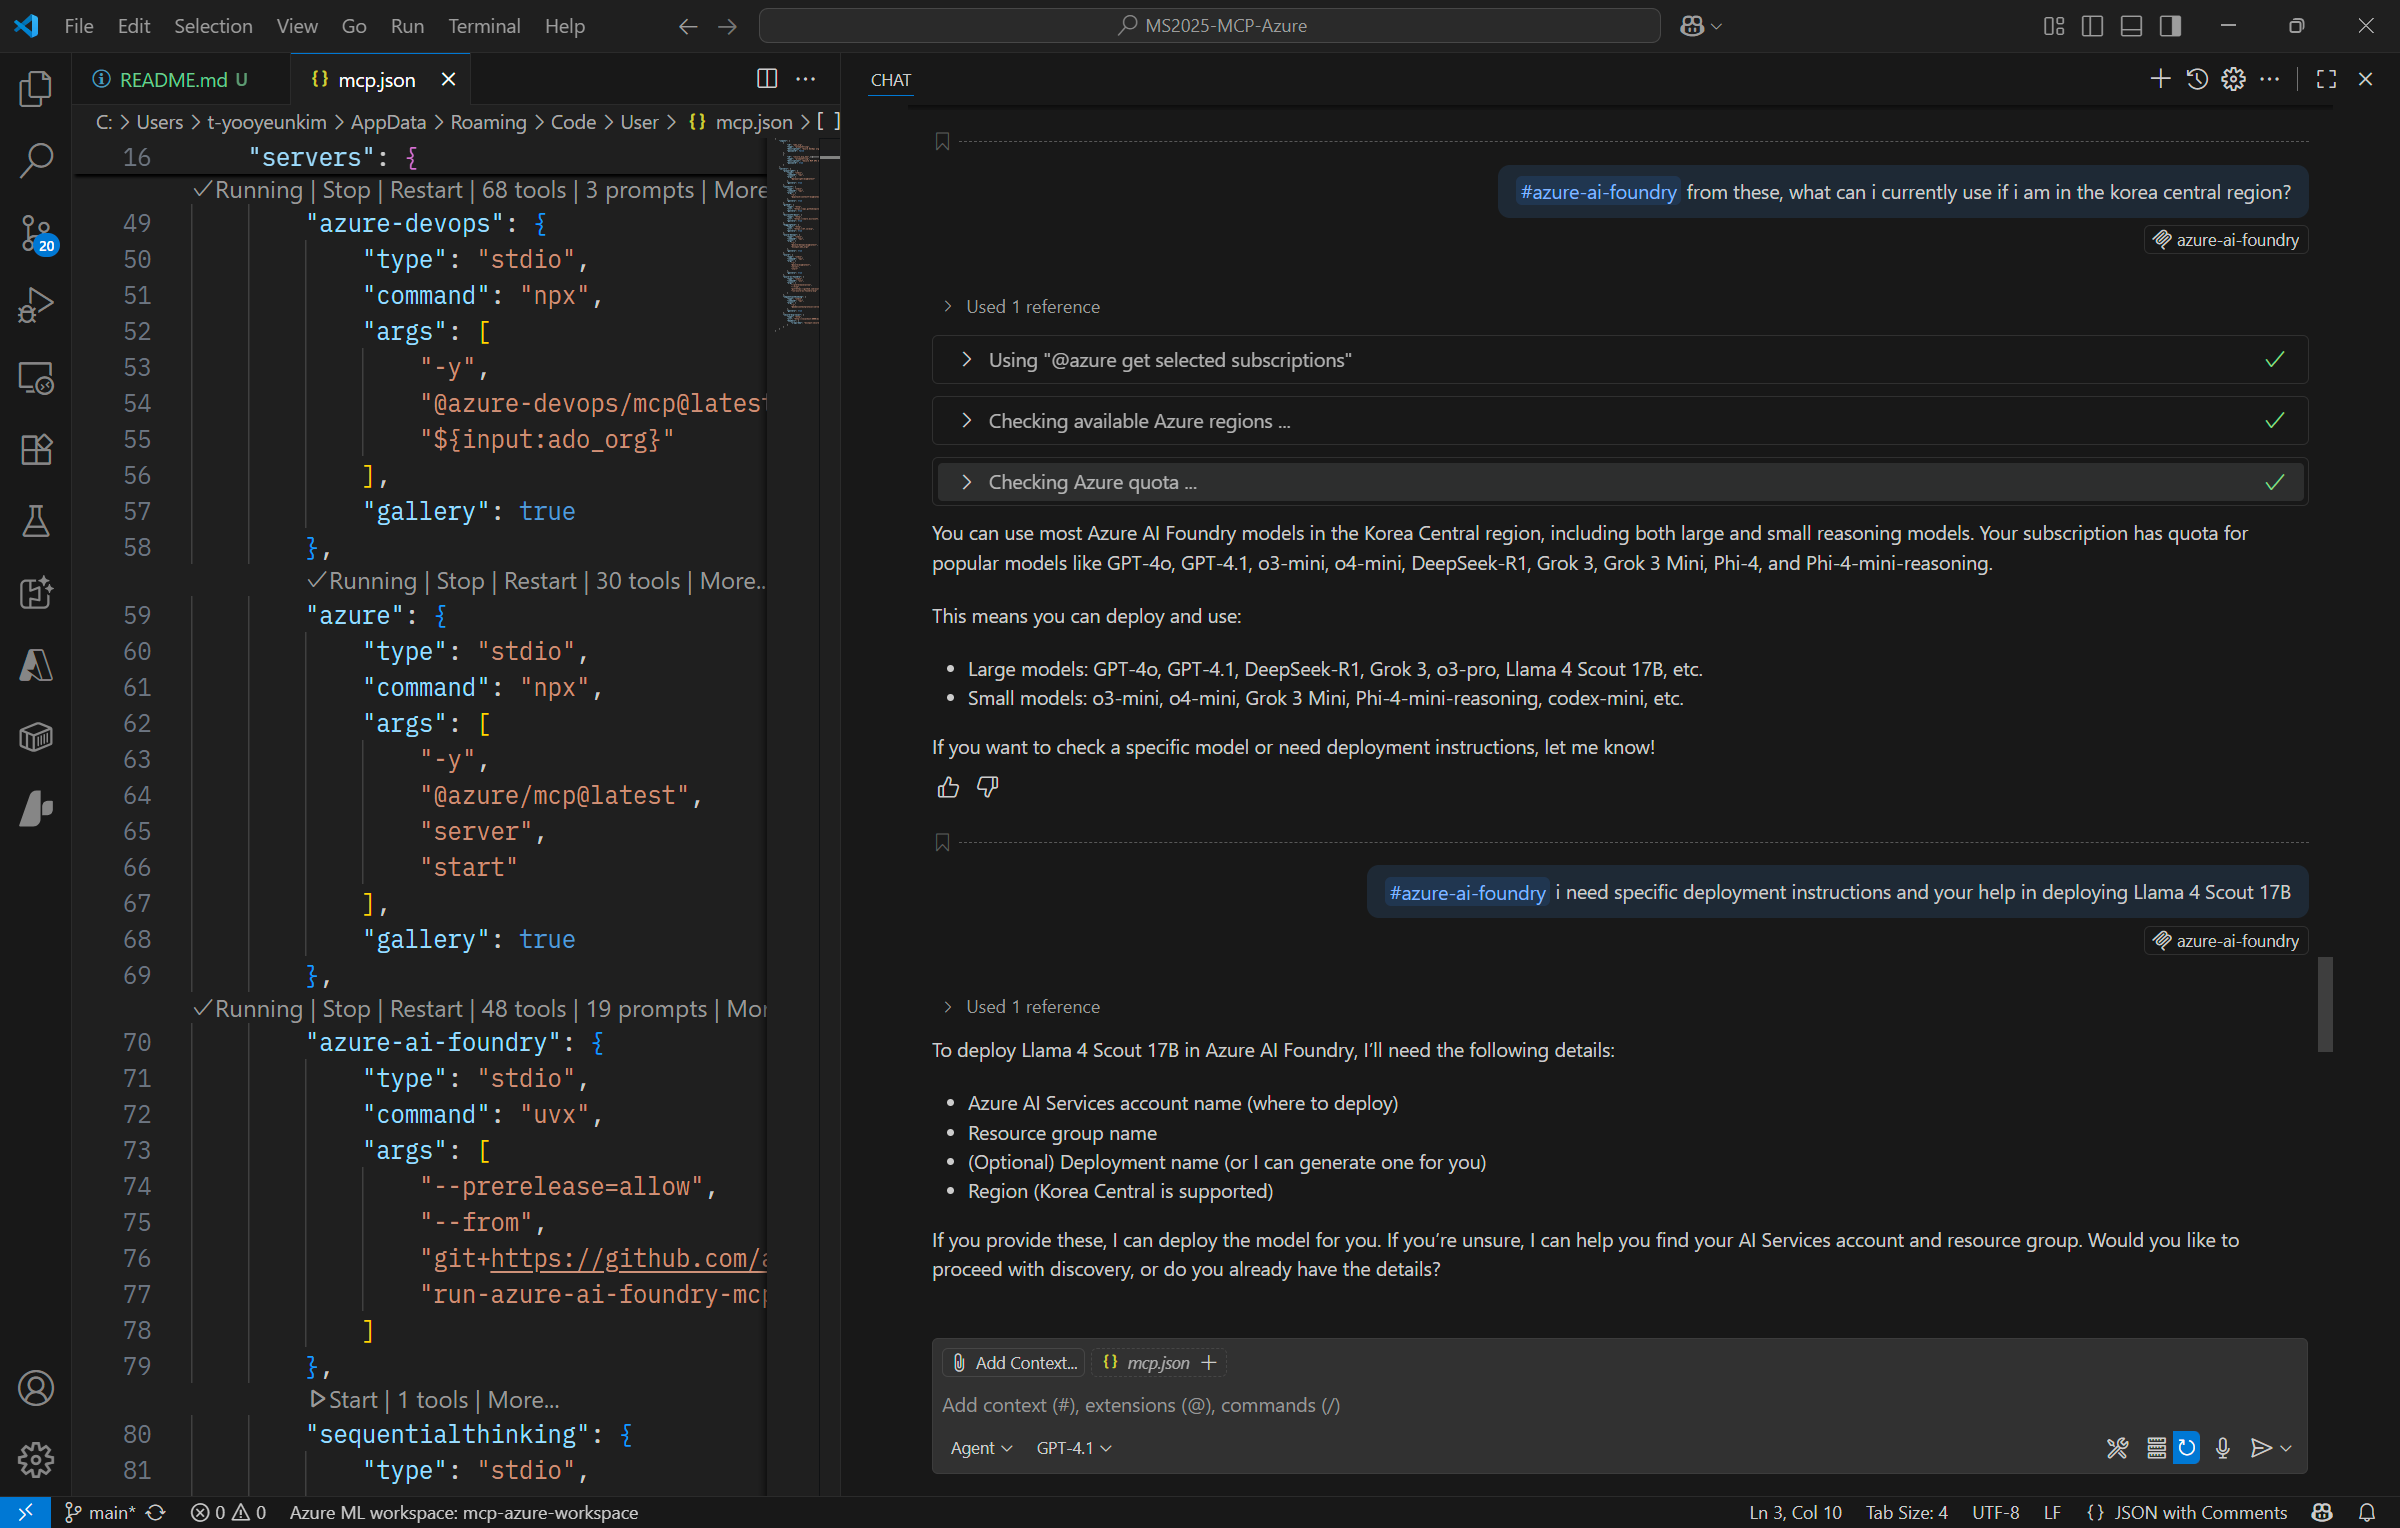 File Edit Selection View Go Run Terminal Help
MS2025-MCP-Azure
README.md U
mcp.json
C: > Users > t-yooyeunkim > AppData > Roaming > Code > User > {} mcp.json > [ ]
16 "servers": {
✓Running | Stop | Restart | 68 tools | 3 prompts | More
49 "azure-devops": {
50 "type": "stdio",
51 "command": "npx",
52 "args": [
53 "-y",
54 "@azure-devops/mcp@latest
55 "${input:ado_org}"
56 ],
57 "gallery": true
58 },
✓Running | Stop | Restart | 30 tools | More..
59 "azure": {
60 "type": "stdio",
61 "command": "npx",
62 "args": [
63 "-y",
64 "@azure/mcp@latest",
65 "server",
66 "start"
67 ],
68 "gallery": true
69 },
✓Running | Stop | Restart | 48 tools | 19 prompts | Mor
70 "azure-ai-foundry": {
71 "type": "stdio",
72 "command": "uvx",
73 "args": [
74 "--prerelease=allow",
75 "--from",
76 "git+https://github.com/a
77 "run-azure-ai-foundry-mcp
78 ]
79 },
Start | 1 tools | More...
80 "sequentialthinking": {
81 "type": "stdio",
20
CHAT
#azure-ai-foundry from these, what can i currently use if i am in the korea central region?
azure-ai-foundry
Used 1 reference
Using "@azure get selected subscriptions"
Checking available Azure regions ...
Checking Azure quota ...
You can use most Azure AI Foundry models in the Korea Central region, including both large and small reasoning models. Your subscription has quota for
popular models like GPT-4o, GPT-4.1, o3-mini, o4-mini, DeepSeek-R1, Grok 3, Grok 3 Mini, Phi-4, and Phi-4-mini-reasoning.
This means you can deploy and use:
• Large models: GPT-4o, GPT-4.1, DeepSeek-R1, Grok 3, o3-pro, Llama 4 Scout 17B, etc.
• Small models: o3-mini, o4-mini, Grok 3 Mini, Phi-4-mini-reasoning, codex-mini, etc.
If you want to check a specific model or need deployment instructions, let me know!
#azure-ai-foundry i need specific deployment instructions and your help in deploying Llama 4 Scout 17B
azure-ai-foundry
Used 1 reference
To deploy Llama 4 Scout 17B in Azure AI Foundry, I’ll need the following details:
• Azure AI Services account name (where to deploy)
• Resource group name
• (Optional) Deployment name (or I can generate one for you)
• Region (Korea Central is supported)
If you provide these, I can deploy the model for you. If you’re unsure, I can help you find your AI Services account and resource group. Would you like to
proceed with discovery, or do you already have the details?
Add Context... {} mcp.json +
Add context (#), extensions (@), commands (/)
Agent GPT-4.1
main* 0 0 Azure ML workspace: mcp-azure-workspace
Ln 3, Col 10 Tab Size: 4 UTF-8 LF {} JSON with Comments